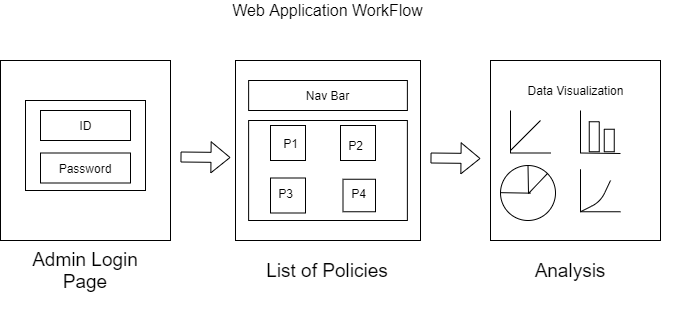 Web Application WorkFlow
ID
Password
Admin Login
Page
Nav Bar
P1
P2
P3
P4
List of Policies
Data Visualization
Analysis